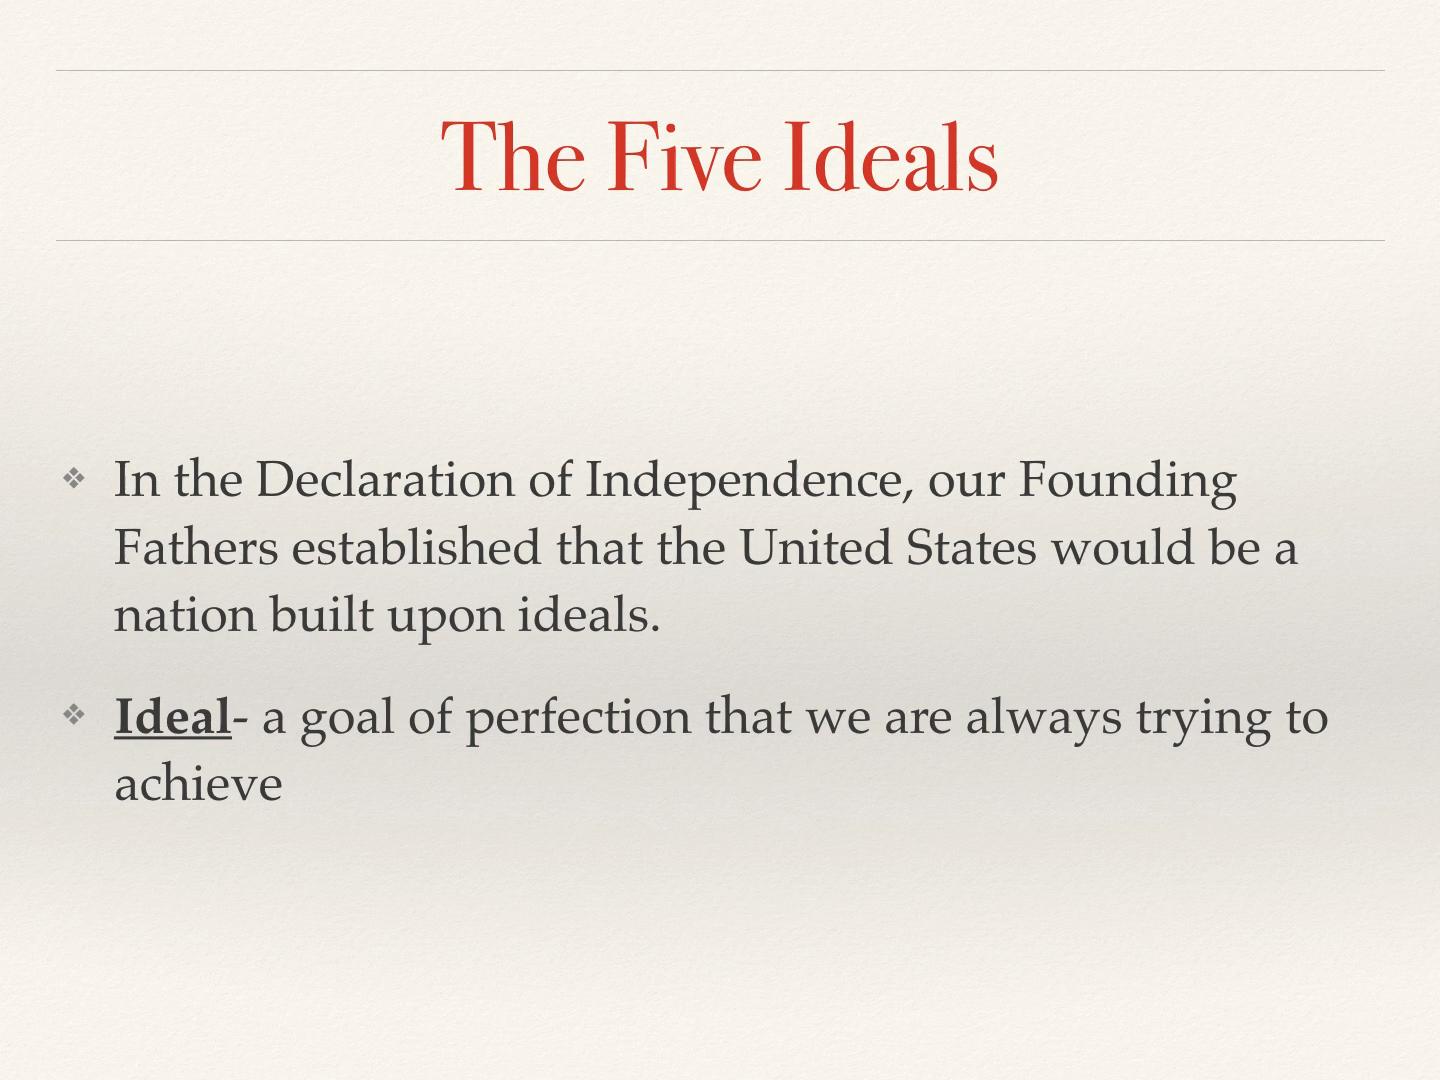 The Five Ideals
❖ In the Declaration of Independence, our Founding
Fathers established that the United States would be a
nation built upon ideals.
❖ Ideal- a goal of perfection that we are always trying to
achieve